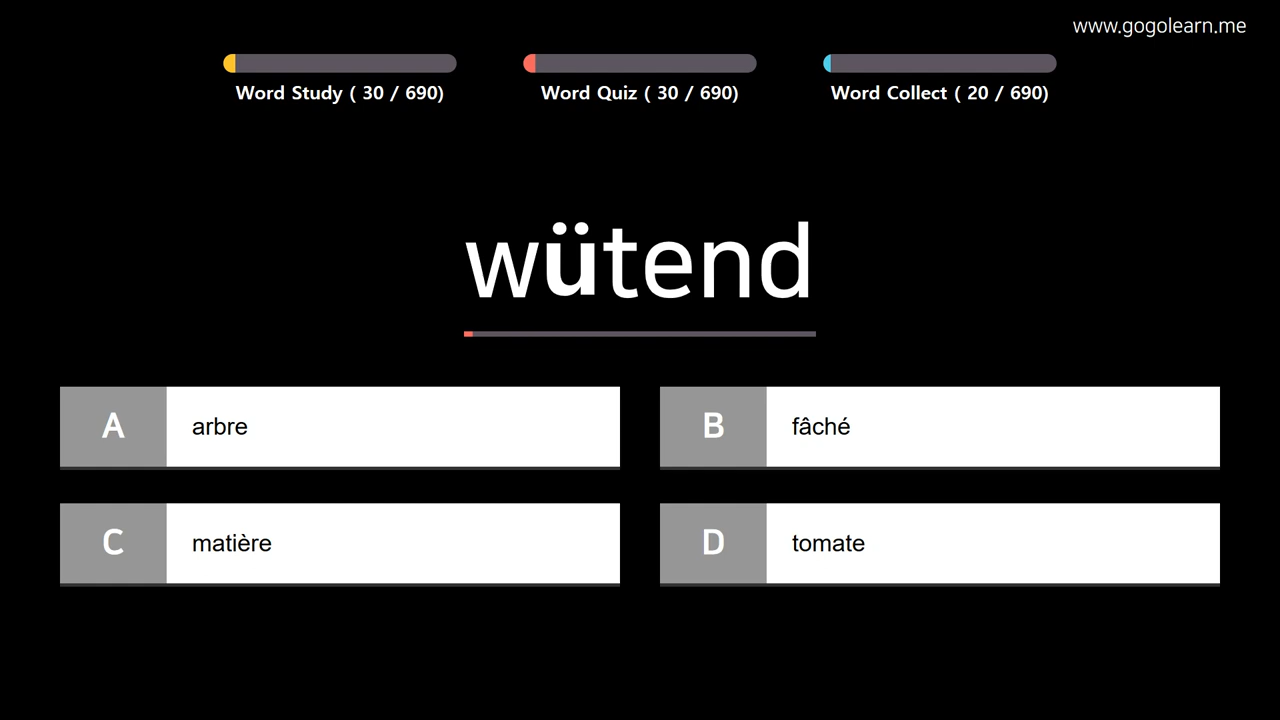 www.gogolearn.me
Word Study ( 30 / 690)
Word Quiz ( 30 / 690)
Word Collect ( 20 / 690)
wütend
A arbre
B fâché
C matière
D tomate